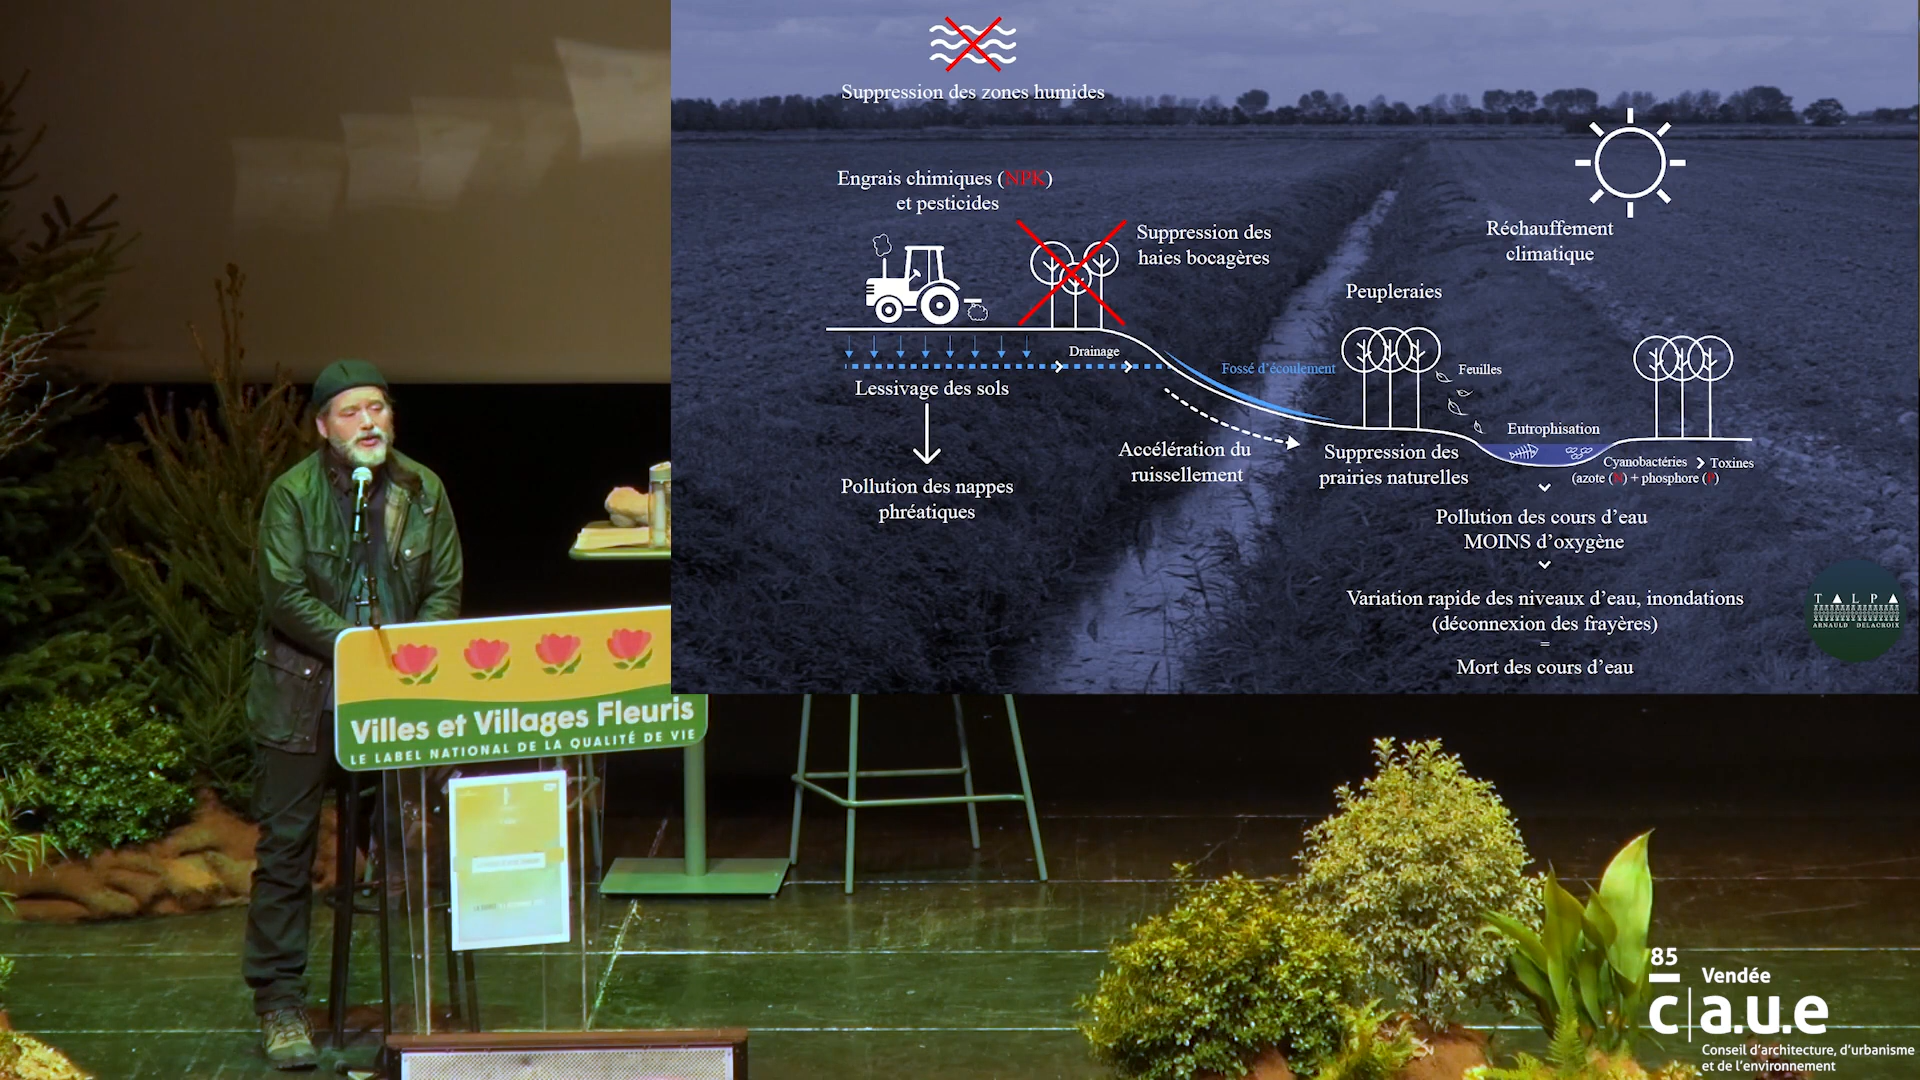 Suppression des zones humides
Engrais chimiques (NPK)
et pesticides
Suppression des
haies bocagères
Réchauffement
climatique
Peupleraies
Drainage
Fossé d'écoulement
Feuilles
Lessivage des sols
Eutrophisation
Accélération du
ruissellement
Suppression des
prairies naturelles
Cyanobactéries
Toxines
(azote (N) + phosphore (P)
Pollution des nappes
phréatiques
Pollution des cours d'eau
MOINS d'oxygène
Variation rapide des niveaux d'eau, inondations
(déconnexion des frayères)
=
Mort des cours d'eau
TALPA
ARNAULD DELACROIX
Villes et Villages Fleuris
LE LABEL NATIONAL DE LA QUALITÉ DE VIE
85
Vendée
c|a.u.e
Conseil d'architecture, d'urbanisme
et de l'environnement